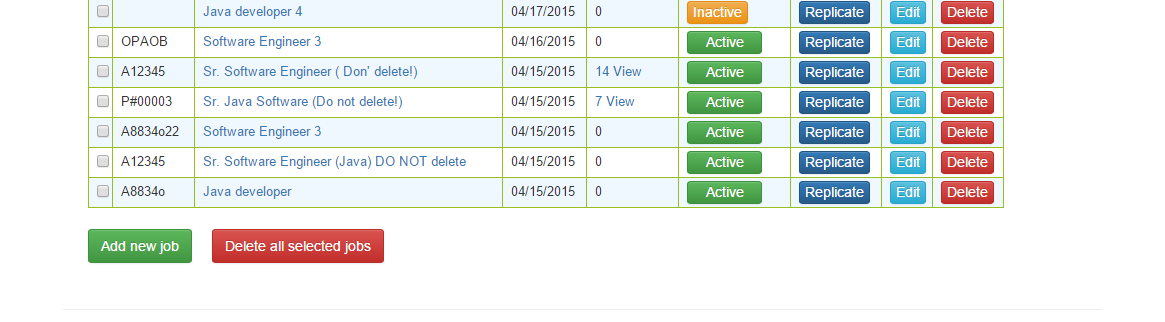 Java developer 4 04/17/2015 0 Inactive Replicate Edit Delete
OPAOB Software Engineer 3 04/16/2015 0 Active Replicate Edit Delete
A12345 Sr. Software Engineer ( Don' delete!) 04/15/2015 14 View Active Replicate Edit Delete
P#00003 Sr. Java Software (Do not delete!) 04/15/2015 7 View Active Replicate Edit Delete
A8834o22 Software Engineer 3 04/15/2015 0 Active Replicate Edit Delete
A12345 Sr. Software Engineer (Java) DO NOT delete 04/15/2015 0 Active Replicate Edit Delete
A8834o Java developer 04/15/2015 0 Active Replicate Edit Delete
Add new job Delete all selected jobs